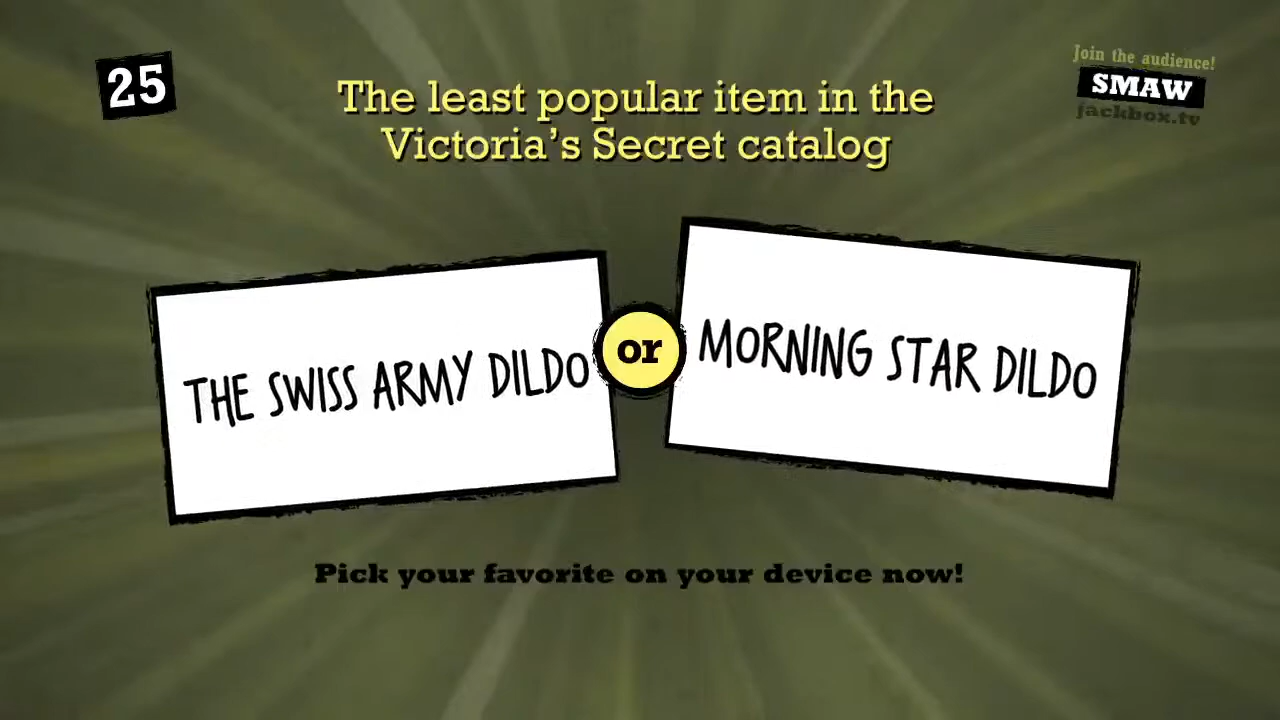 25
Join the audience!
SMAW
jackbox.tv
The least popular item in the
Victoria's Secret catalog
THE SWISS ARMY DILDO
or
MORNING STAR DILDO
Pick your favorite on your device now!